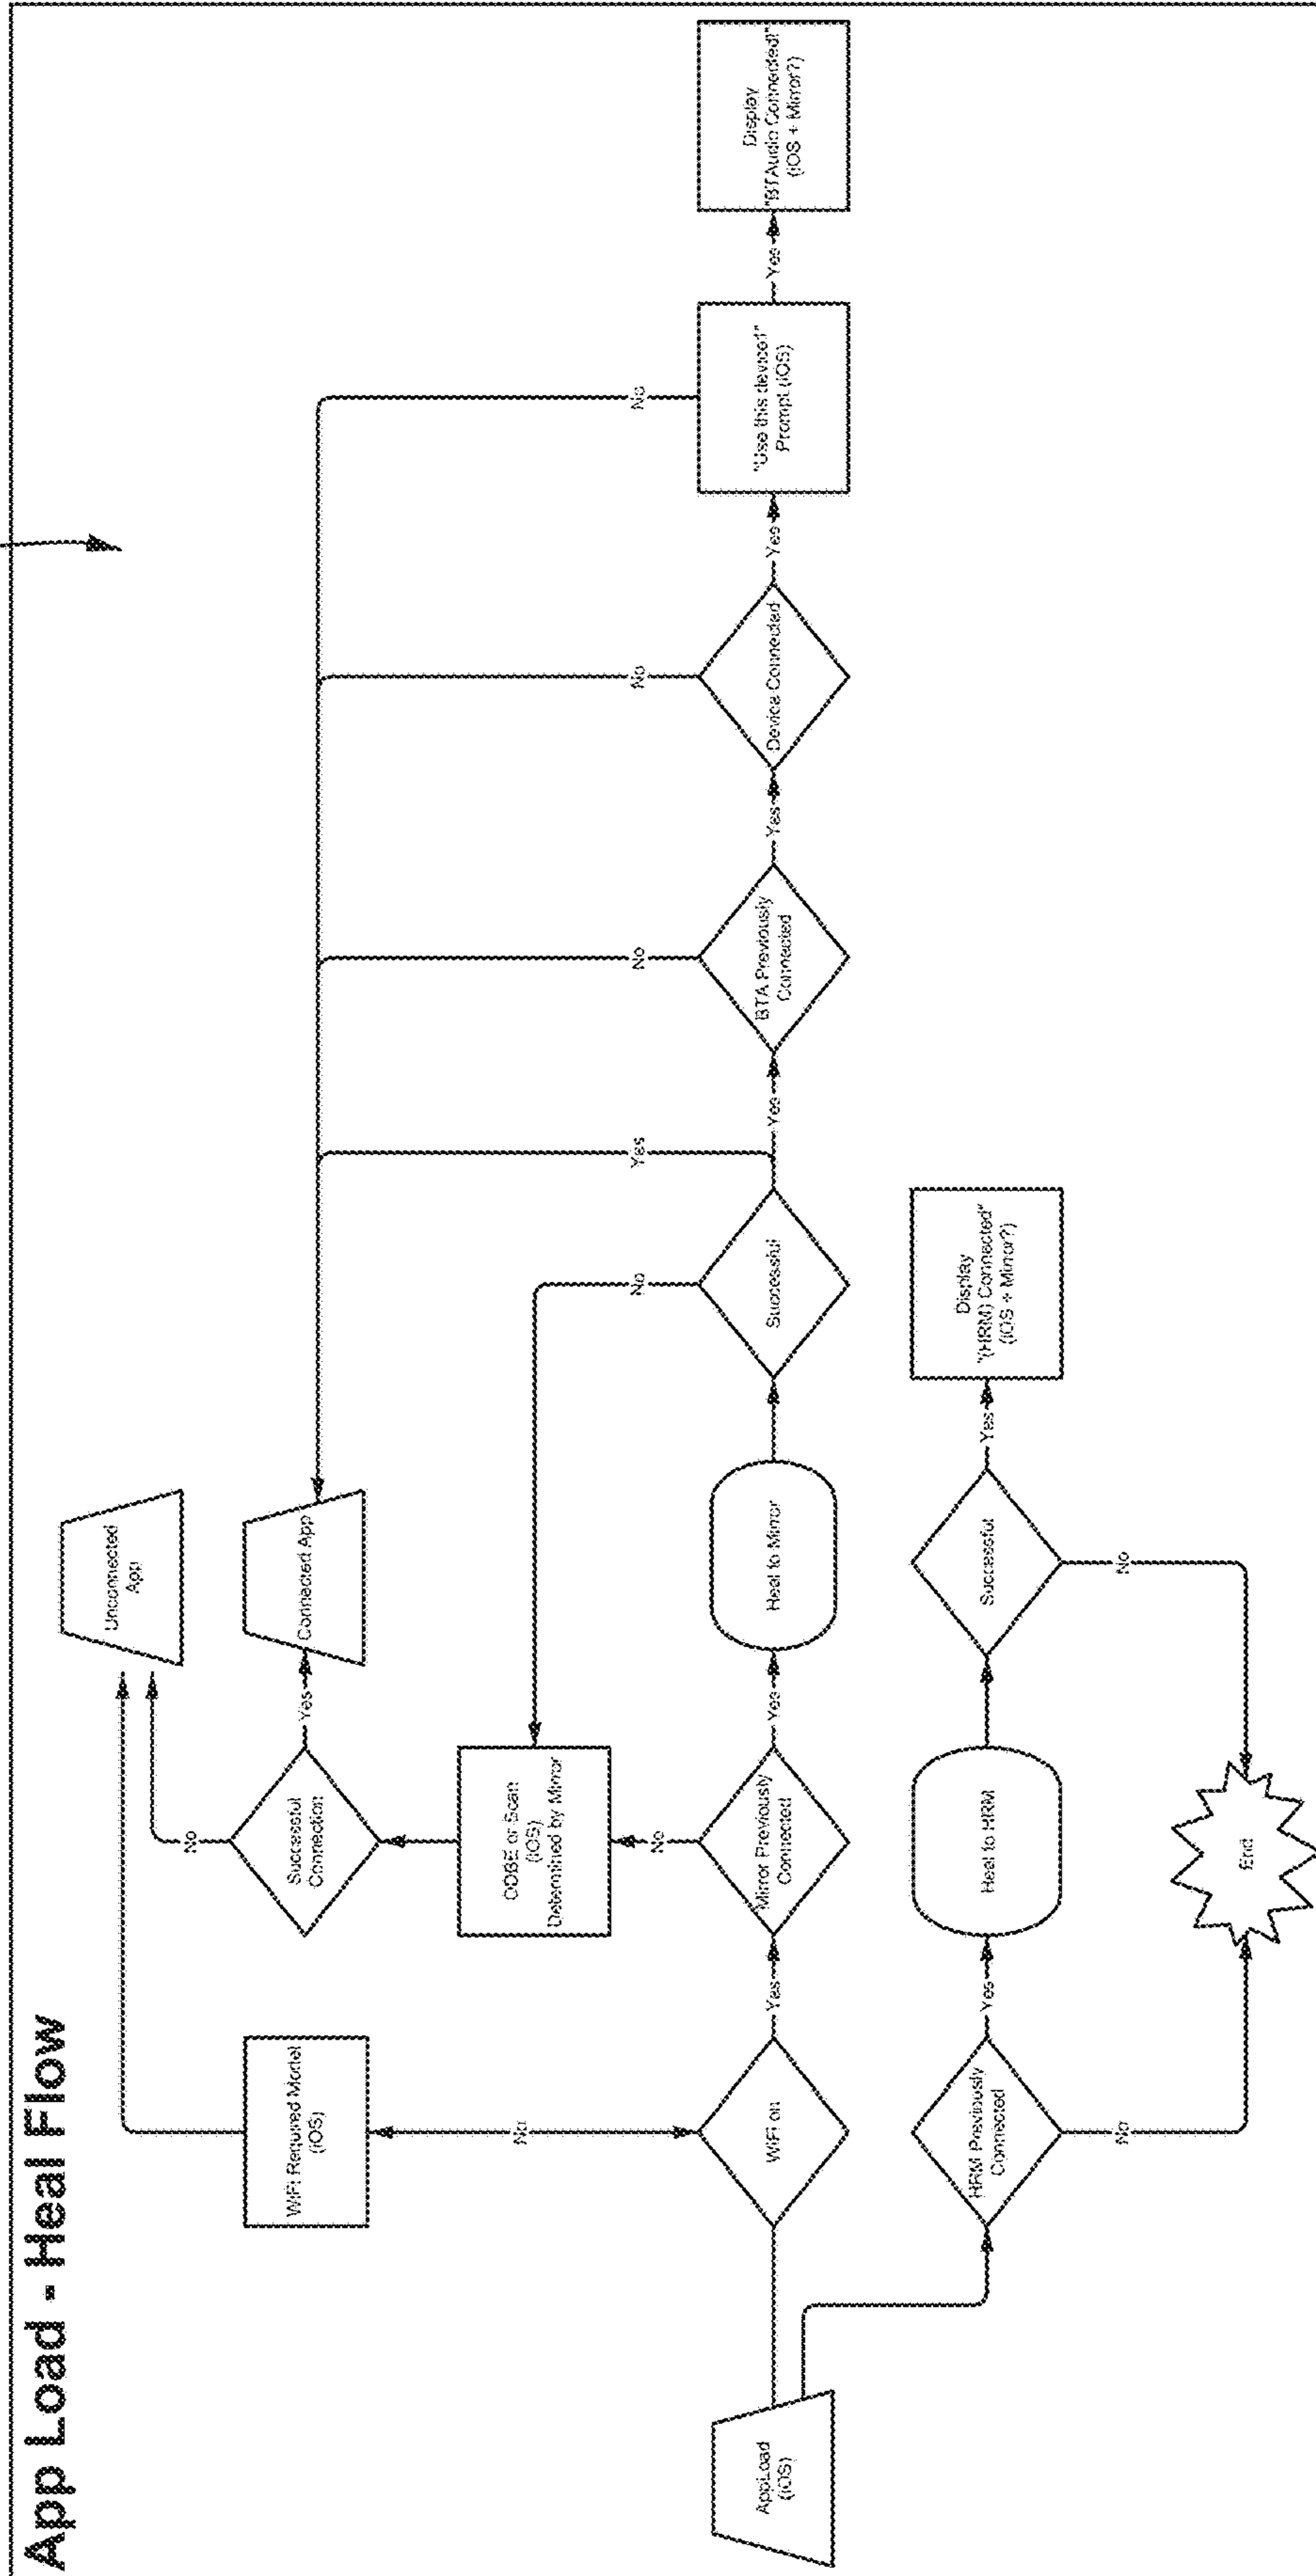 App Load - Heal Flow
AppLoad
(iOS)
WiFi on
No
WiFi Required Modal
(iOS)
Yes
Mirror Previously
Connected
No
OOBE or Scan
(iOS)
Determined by Mirror
Successful
Connection
No
Unconnected
App
Yes
Connected App
Yes
Heal to Mirror
Successful
No
Yes
Yes
BTA Previously
Connected
No
Yes
Device Connected
No
Yes
"Use this device!"
Prompt (iOS)
No
Yes
Display
"BTAudio Connected!"
(iOS + Mirror?)
HRM Previously
Connected
No
Yes
Heal to HRM
Successful
No
Yes
Display
"(HRM) Connected"
(iOS + Mirror?)
End